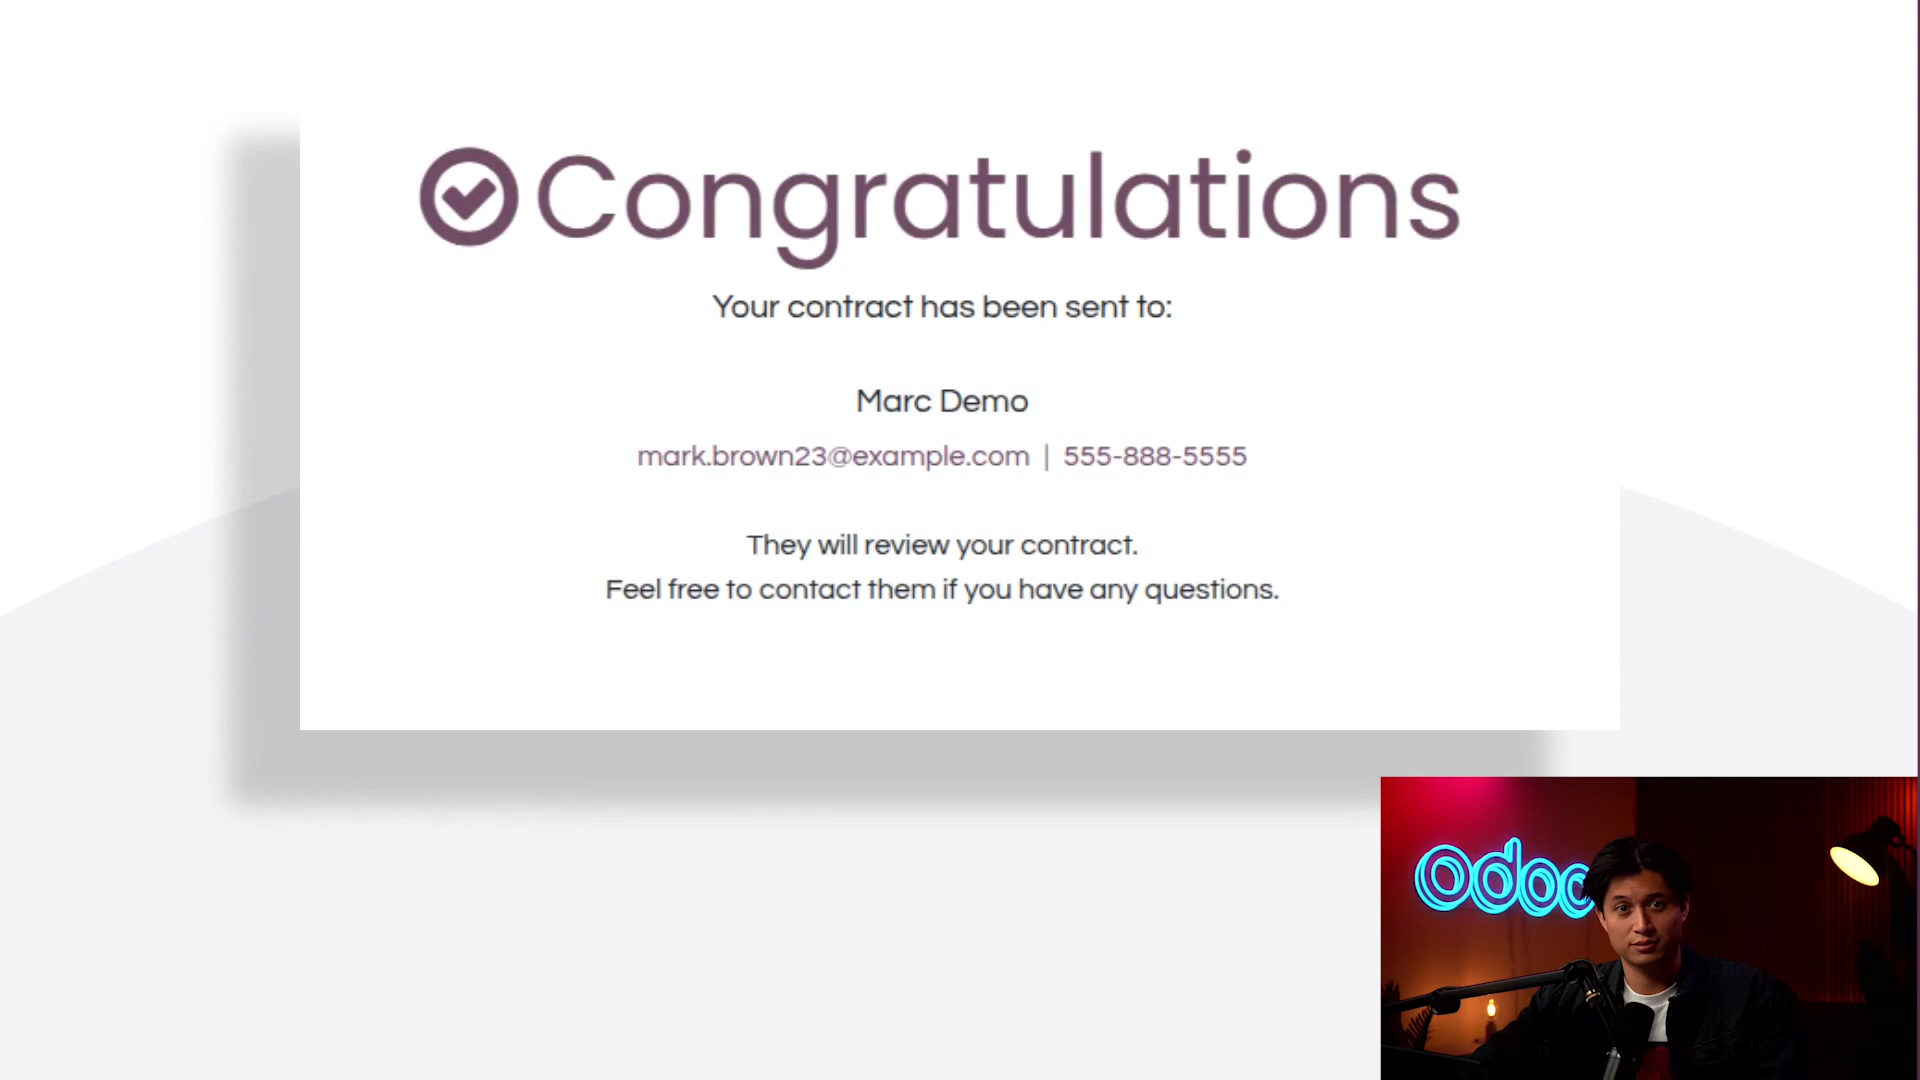 Congratulations
Your contract has been sent to:
Marc Demo
mark.brown23@example.com | 555-888-5555
They will review your contract.
Feel free to contact them if you have any questions.
odoo